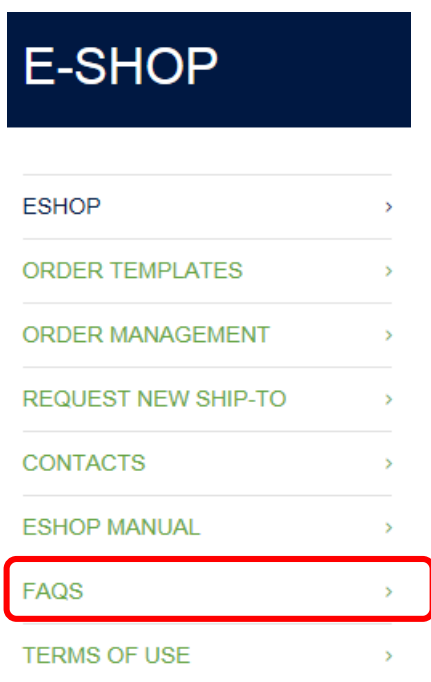 E-SHOP
ESHOP
ORDER TEMPLATES
ORDER MANAGEMENT
REQUEST NEW SHIP-TO
CONTACTS
ESHOP MANUAL
FAQS
TERMS OF USE